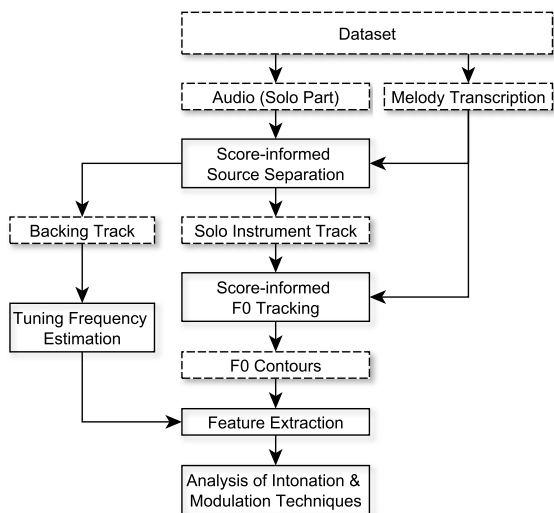 Dataset
Audio (Solo Part)
Melody Transcription
Score-informed
Source Separation
Backing Track
Solo Instrument Track
Score-informed
F0 Tracking
Tuning Frequency
Estimation
F0 Contours
Feature Extraction
Analysis of Intonation &
Modulation Techniques